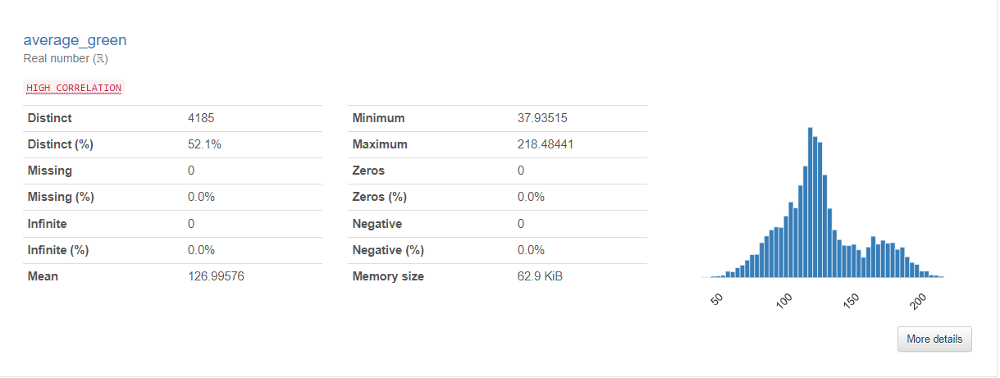 average_green
Real number (ℝ)
HIGH CORRELATION
Distinct 4185
Distinct (%) 52.1%
Missing 0
Missing (%) 0.0%
Infinite 0
Infinite (%) 0.0%
Mean 126.99576
Minimum 37.93515
Maximum 218.48441
Zeros 0
Zeros (%) 0.0%
Negative 0
Negative (%) 0.0%
Memory size 62.9 KiB
50 100 150 200
More details